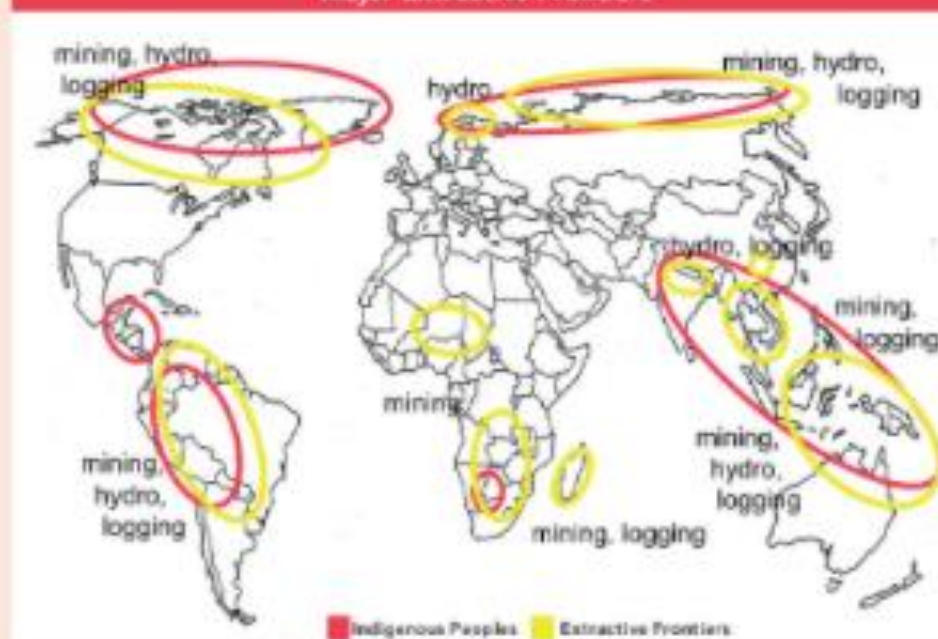 mining, hydro,
logging
hydro
mining, hydro,
logging
hydro, logging
mining,
logging
mining
mining,
hydro,
logging
mining,
hydro,
logging
mining, logging
Indigenous Peoples
Extractive Frontiers